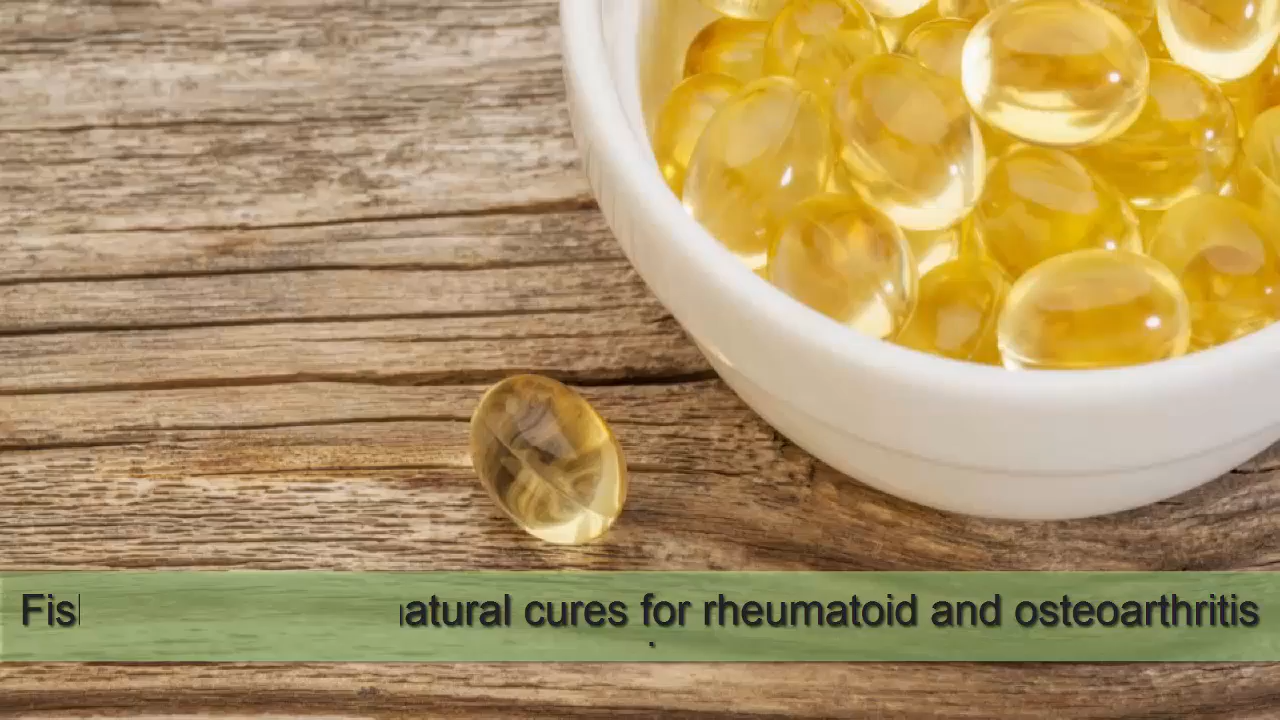 Fis atural cures for rheumatoid and osteoarthritis
.